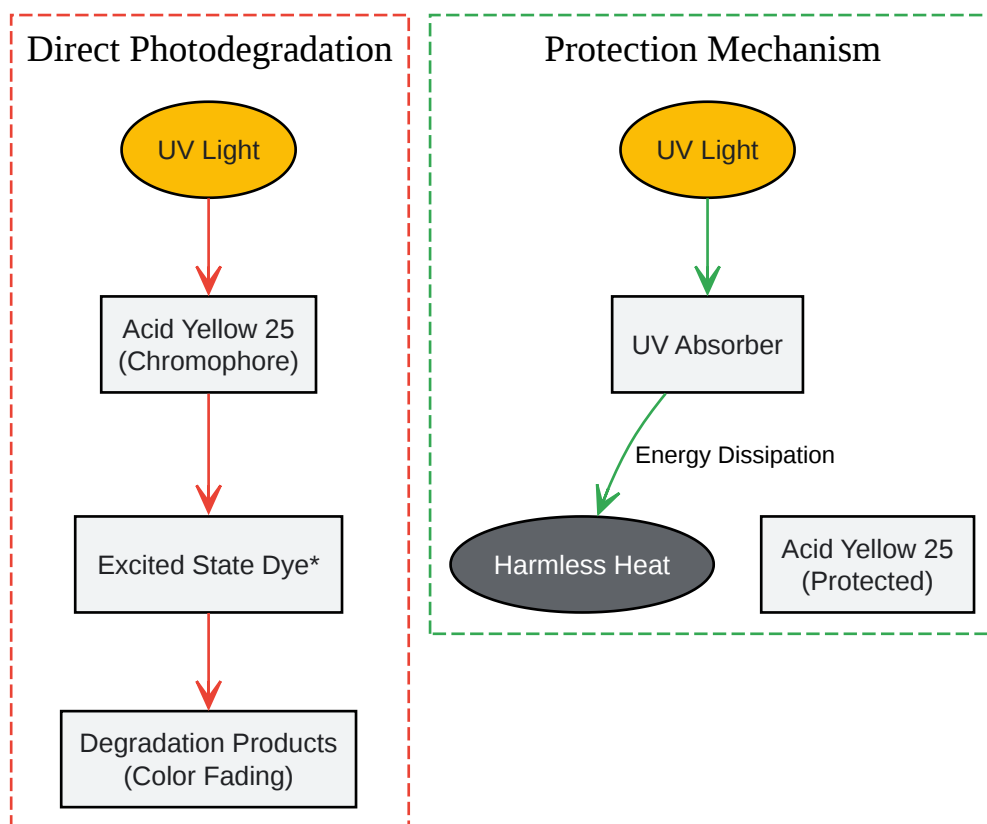 Direct Photodegradation
UV Light
Acid Yellow 25
(Chromophore)
Excited State Dye*
Degradation Products
(Color Fading)
Protection Mechanism
UV Light
UV Absorber
Energy Dissipation
Harmless Heat
Acid Yellow 25
(Protected)